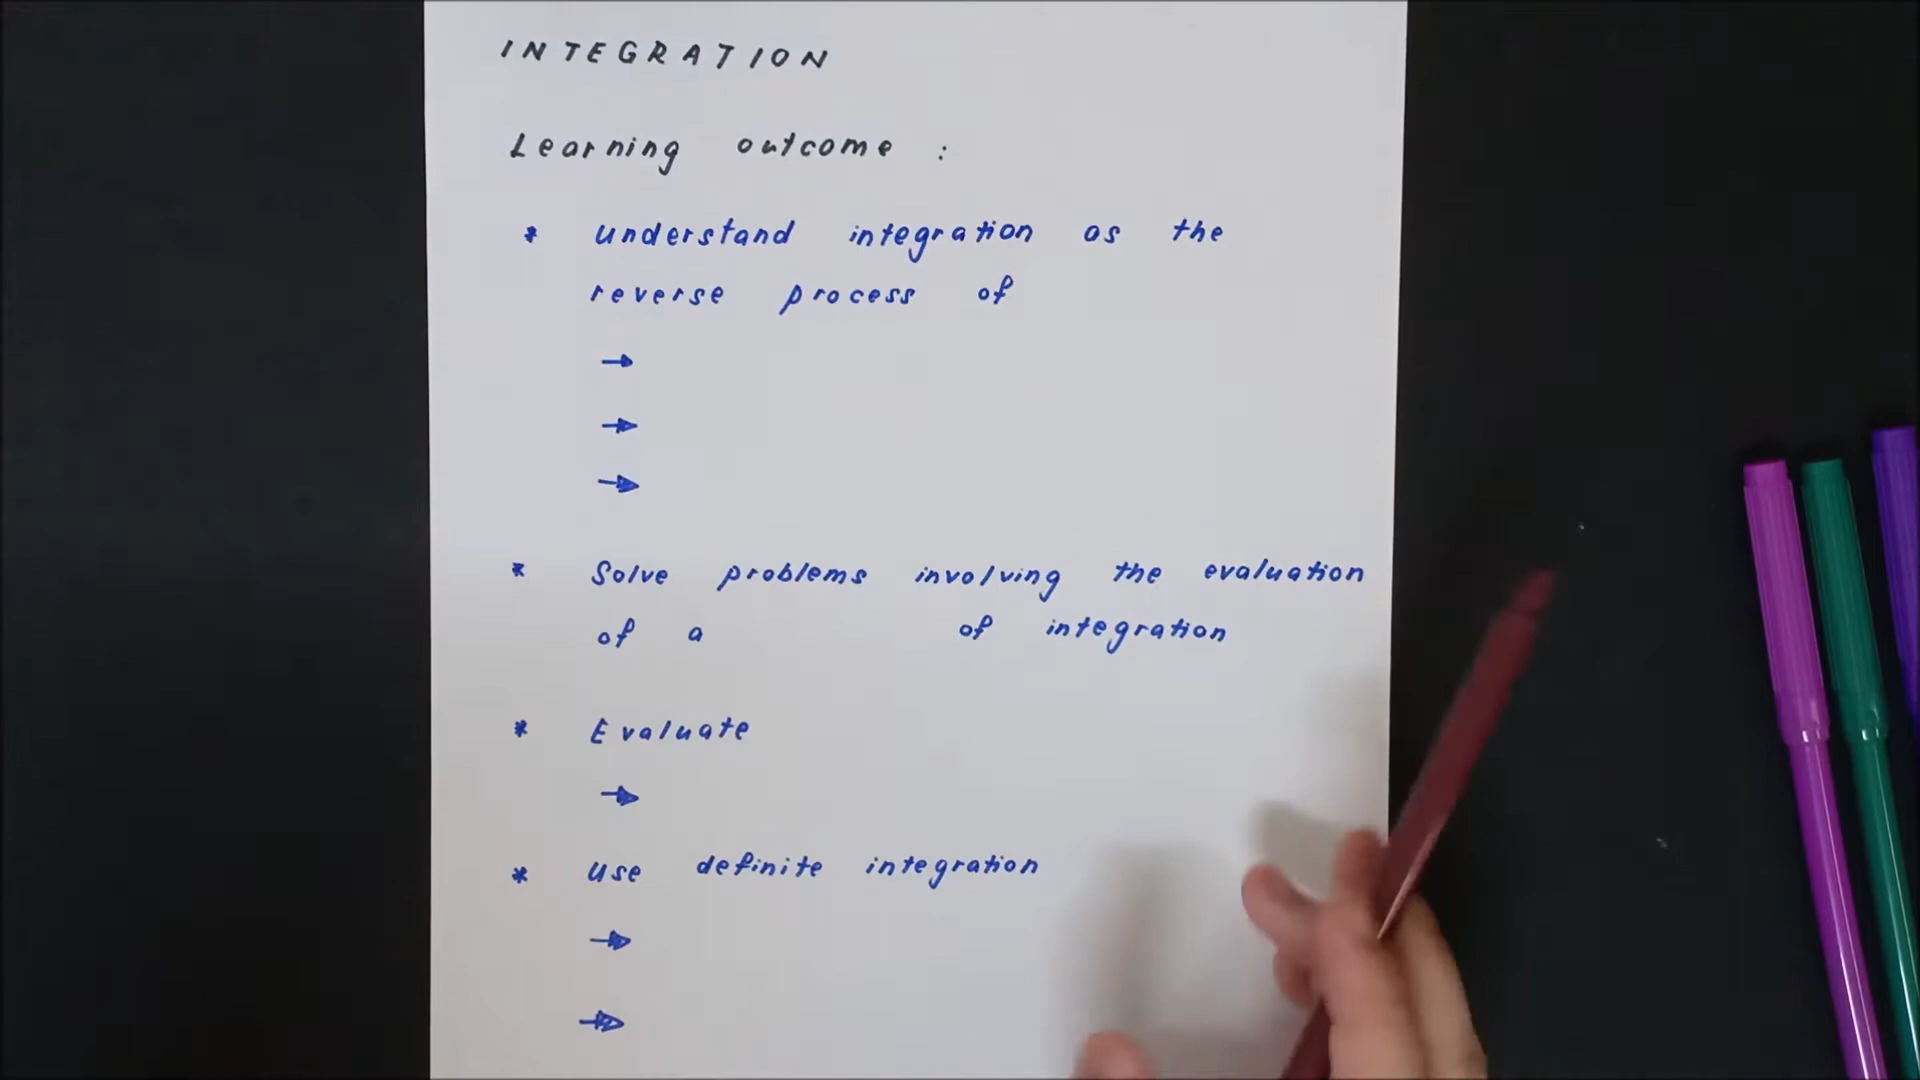 INTEGRATION
Learning outcome :
* understand integration as the
reverse process of
→
→
→
* Solve problems involving the evaluation
of a of integration
* Evaluate
→
* use definite integration
→
→